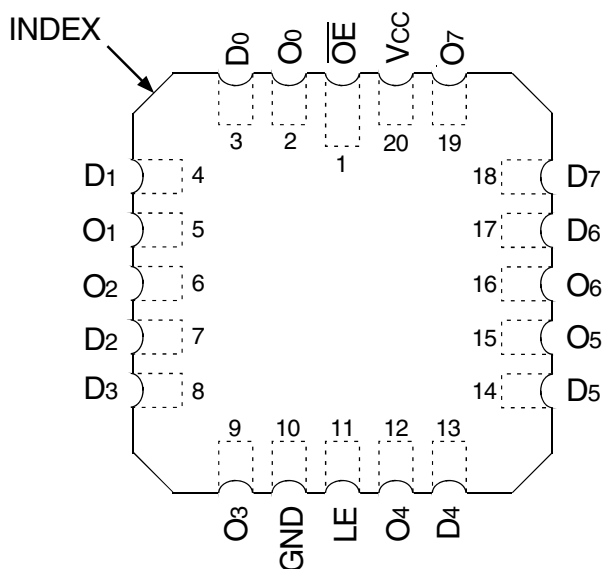 INDEX
D0 O0 O̅E̅ VCC O7
3 2 1 20 19
D1 4 18 D7
O1 5 17 D6
O2 6 16 O6
D2 7 15 O5
D3 8 14 D5
9 10 11 12 13
O3 GND LE O4 D4